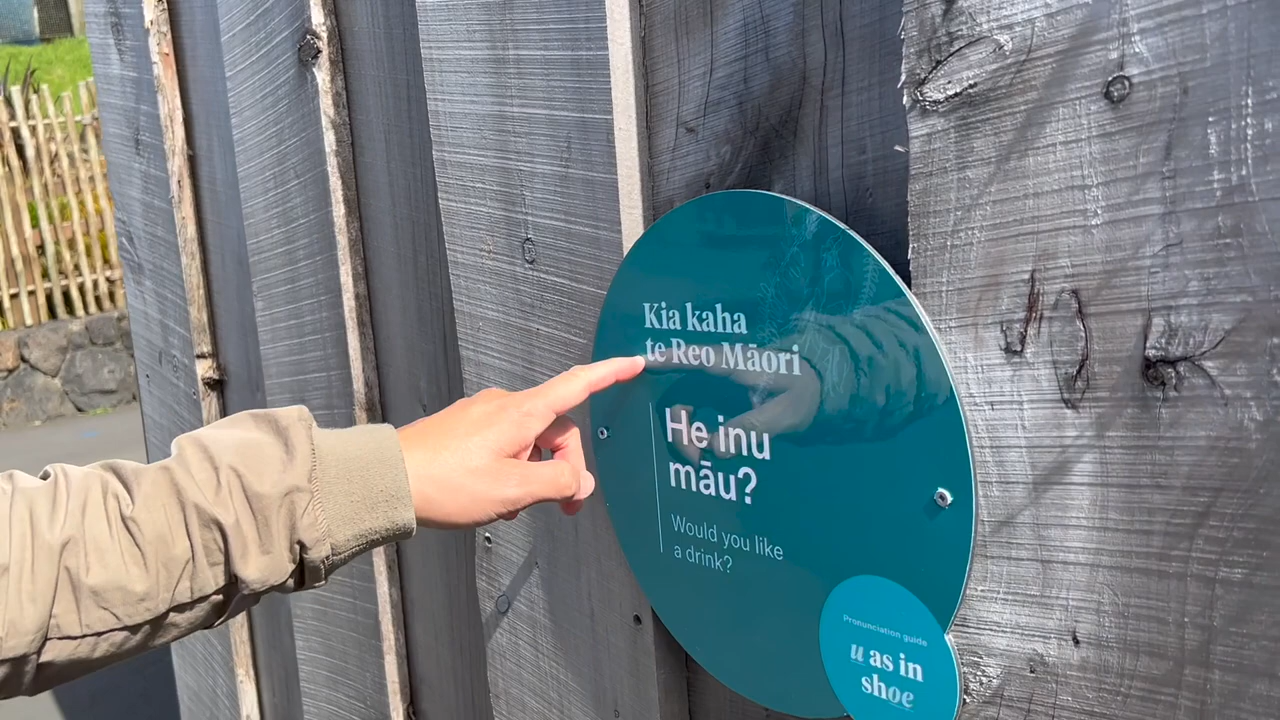 Kia kaha
te Reo Māori
He inu
māu?
Would you like
a drink?
Pronunciation guide
u as in
shoe